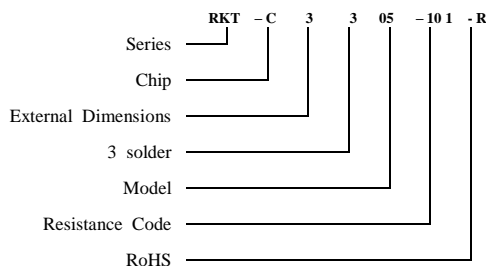 RKT – C 3 3 05 – 10 1 - R
Series
Chip
External Dimensions
3 solder
Model
Resistance Code
RoHS